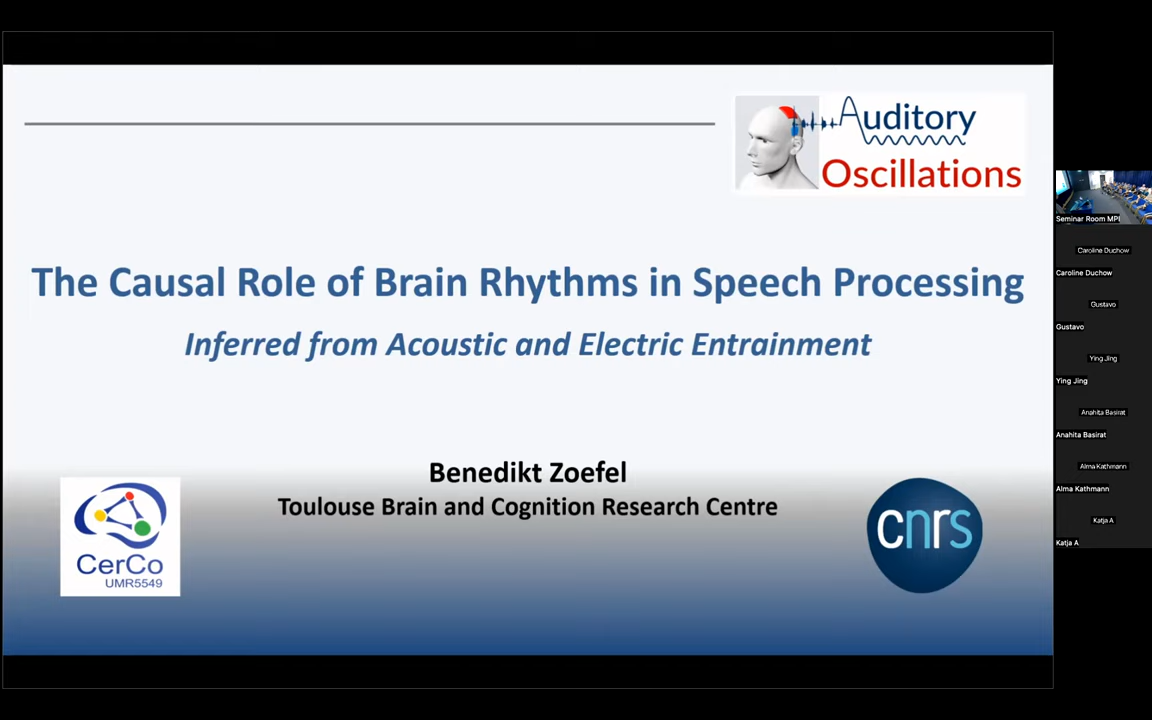 Auditory
Oscillations
The Causal Role of Brain Rhythms in Speech Processing
Inferred from Acoustic and Electric Entrainment
Benedikt Zoefel
Toulouse Brain and Cognition Research Centre
CerCo
UMR5549
cnrs
Seminar Room MPI
Caroline Duchow
Caroline Duchow
Gustavo
Gustavo
Ying Jing
Ying Jing
Anahita Basirat
Anahita Basirat
Alma Kathmann
Alma Kathmann
Katja A
Katja A